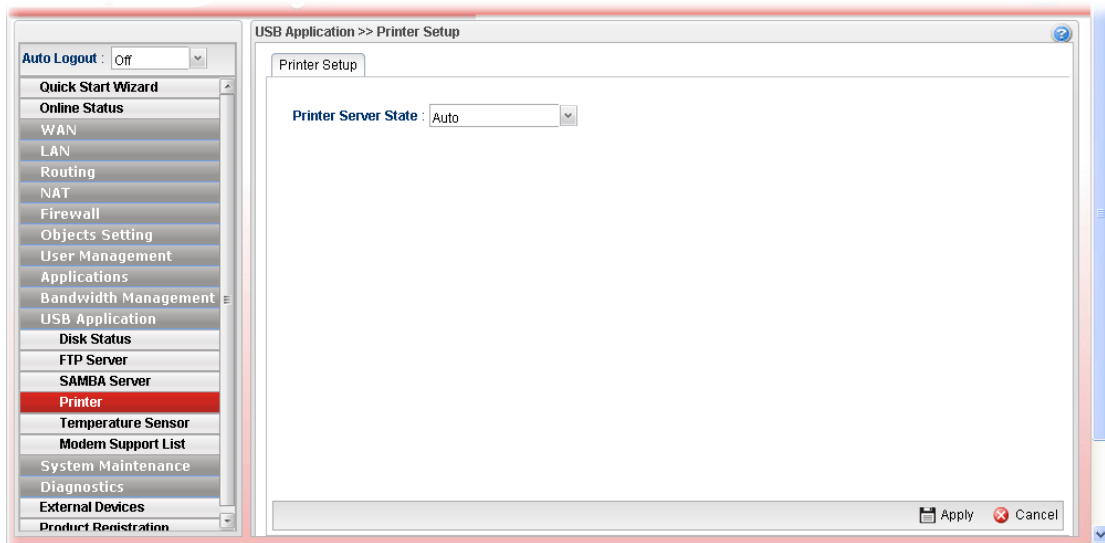 USB Application >> Printer Setup
Auto Logout : Off
Printer Setup
Quick Start Wizard
Online Status
WAN
LAN
Routing
NAT
Firewall
Objects Setting
User Management
Applications
Bandwidth Management
USB Application
Disk Status
FTP Server
SAMBA Server
Printer
Temperature Sensor
Modem Support List
System Maintenance
Diagnostics
External Devices
Product Registration
Printer Server State : Auto
Apply
Cancel